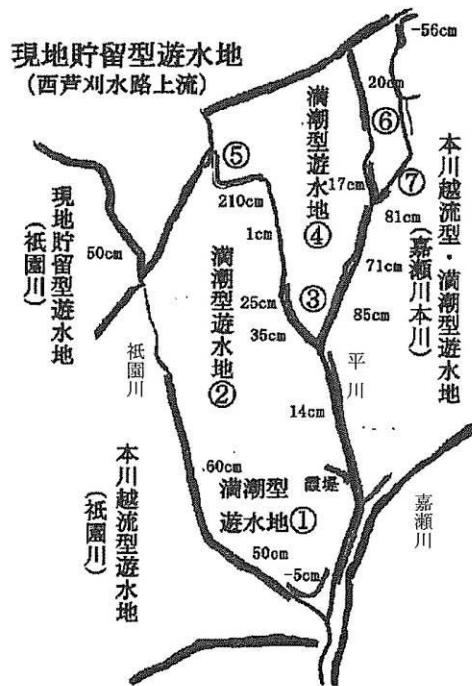 現地貯留型遊水地
(西芦刈水路上流)
-56cm
20cm
⑥
満潮型遊水地④
⑤
17cm
⑦
81cm
本川越流型・満潮型遊水地
(嘉瀬川本川)
現地貯留型遊水地
(祇園川)
50cm
210cm
1cm
満潮型遊水地②
25cm
35cm
③
71cm
85cm
祇園川
平川
14cm
60cm
満潮型
遊水地①
霞堤
50cm
-5cm
嘉瀬川
本川越流型遊水地
(祇園川)